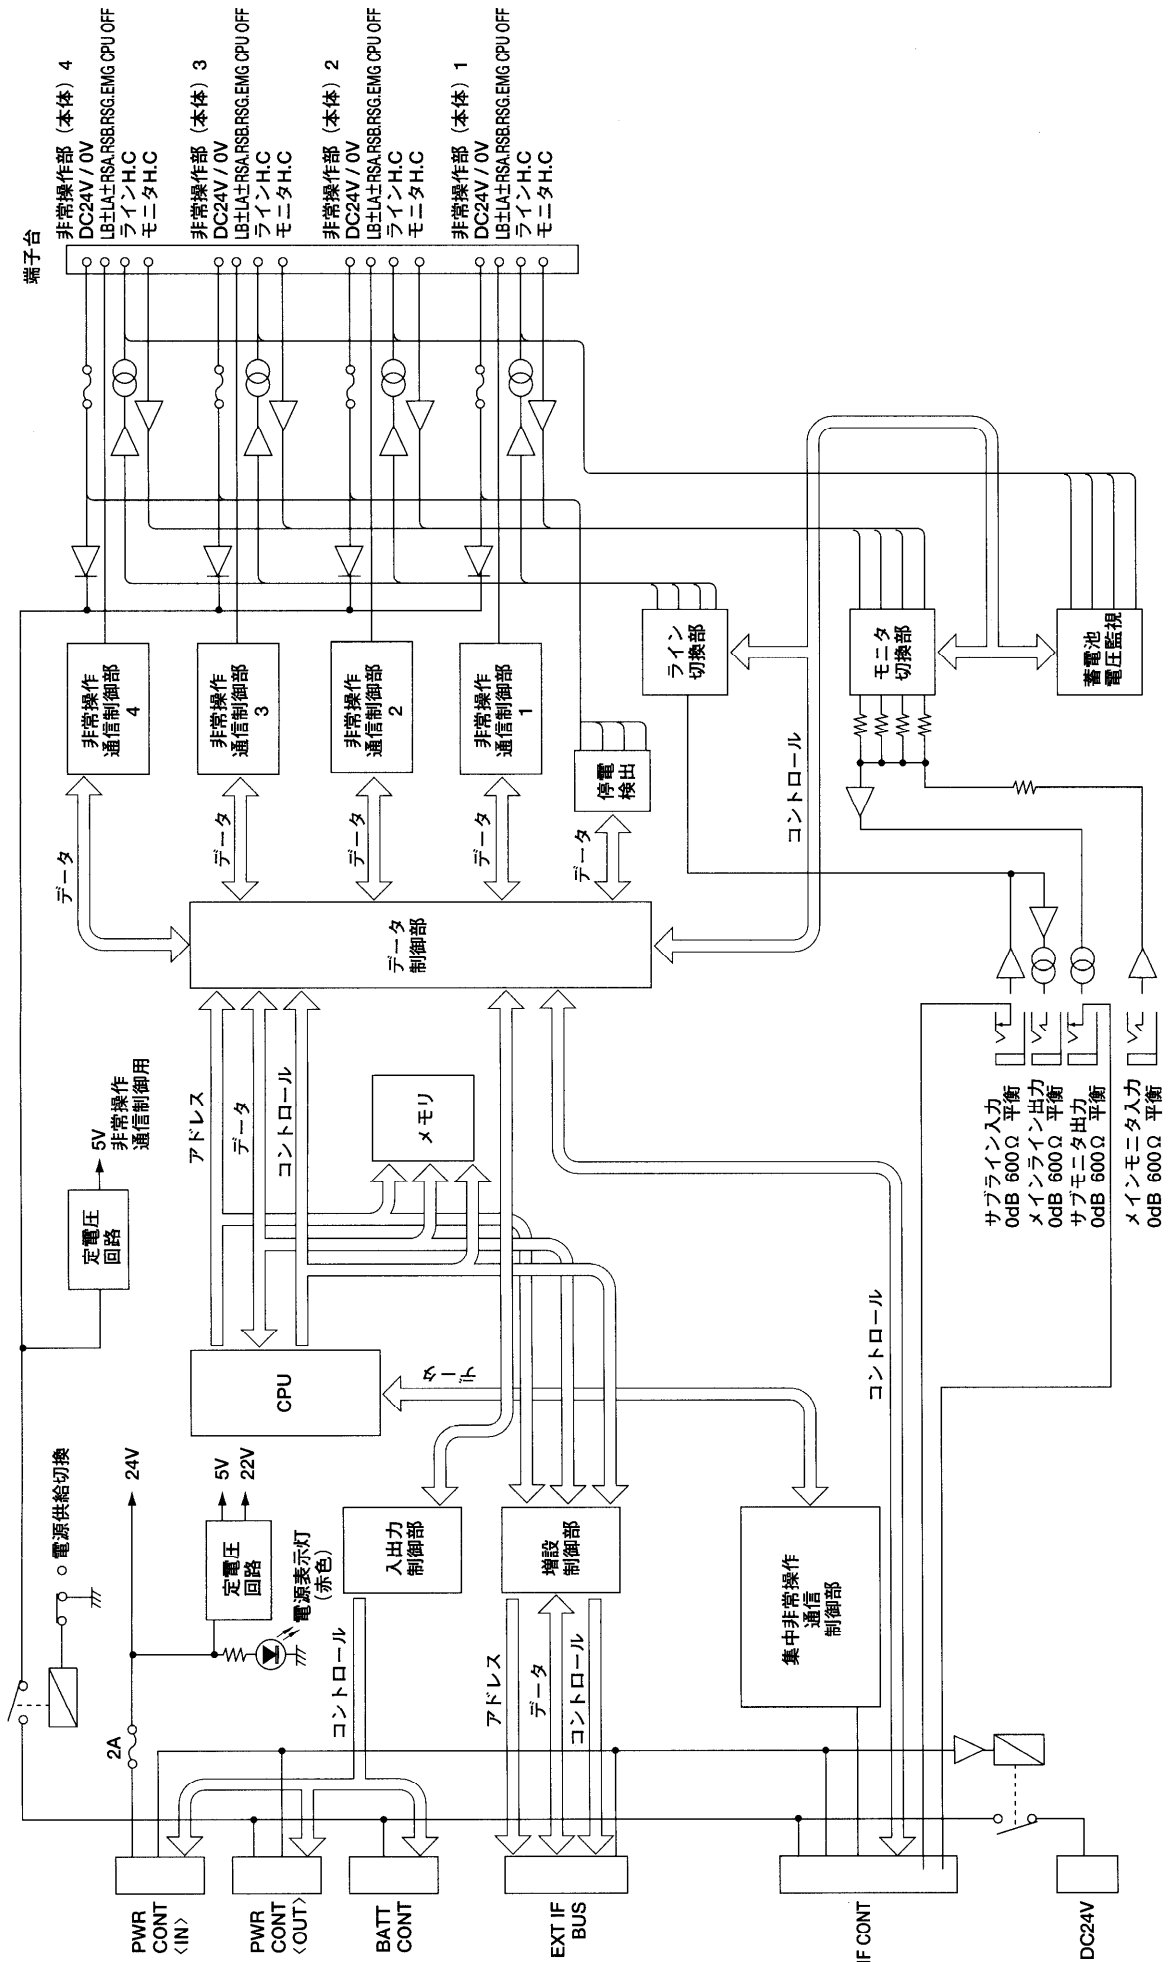 端子台
非常操作部（本体）4
DC24V / 0V
LB±LA±RSA.RSB.RSG.EMG CPU OFF
ラインH.C
モニタH.C
非常操作部（本体）3
DC24V / 0V
LB±LA±RSA.RSB.RSG.EMG CPU OFF
ラインH.C
モニタH.C
非常操作部（本体）2
DC24V / 0V
LB±LA±RSA.RSB.RSG.EMG CPU OFF
ラインH.C
モニタH.C
非常操作部（本体）1
DC24V / 0V
LB±LA±RSA.RSB.RSG.EMG CPU OFF
ラインH.C
モニタH.C
非常操作
通信制御部
4
非常操作
通信制御部
3
非常操作
通信制御部
2
非常操作
通信制御部
1
ライン
切換部
モニタ
切換部
蓄電池
電圧監視
停電
検出
データ
データ
データ
データ
データ
コントロール
データ
制御部
5V
非常操作
通信制御用
定電圧
回路
アドレス
データ
コントロール
メモリ
サブライン入力
0dB 600Ω 平衡
メインライン出力
0dB 600Ω 平衡
サブモニタ出力
0dB 600Ω 平衡
メインモニタ入力
0dB 600Ω 平衡
CPU
データ
コントロール
電源供給切換
24V
5V
22V
定電圧
回路
電源表示灯
（赤色）
入出力
制御部
増設
制御部
集中非常操作
通信
制御部
2A
コントロール
アドレス
データ
コントロール
PWR
CONT
〈IN〉
PWR
CONT
〈OUT〉
BATT
CONT
EXT IF
BUS
IF CONT
DC24V